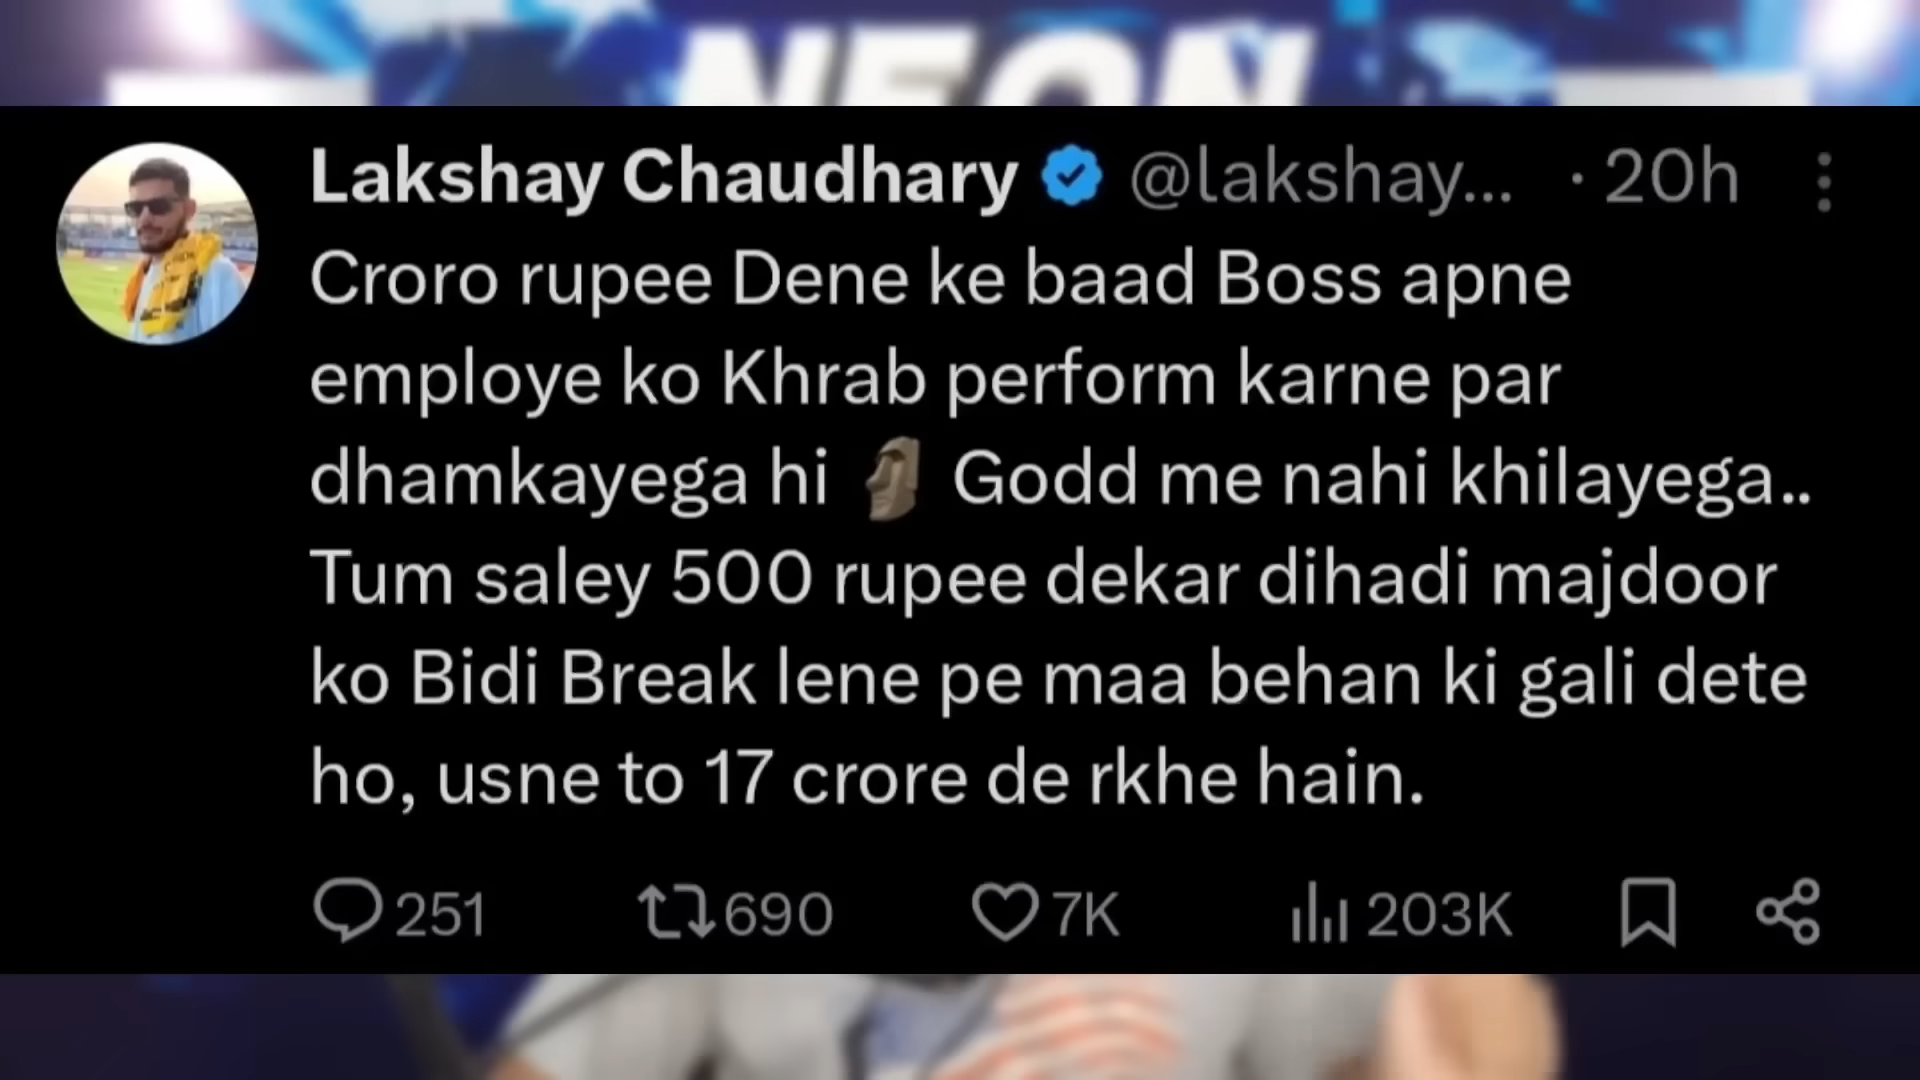 NEON
Lakshay Chaudhary @lakshay... · 20h
Croro rupee Dene ke baad Boss apne
employe ko Khrab perform karne par
dhamkayega hi 🗿 Godd me nahi khilayega..
Tum saley 500 rupee dekar dihadi majdoor
ko Bidi Break lene pe maa behan ki gali dete
ho, usne to 17 crore de rkhe hain.
251 690 7K 203K